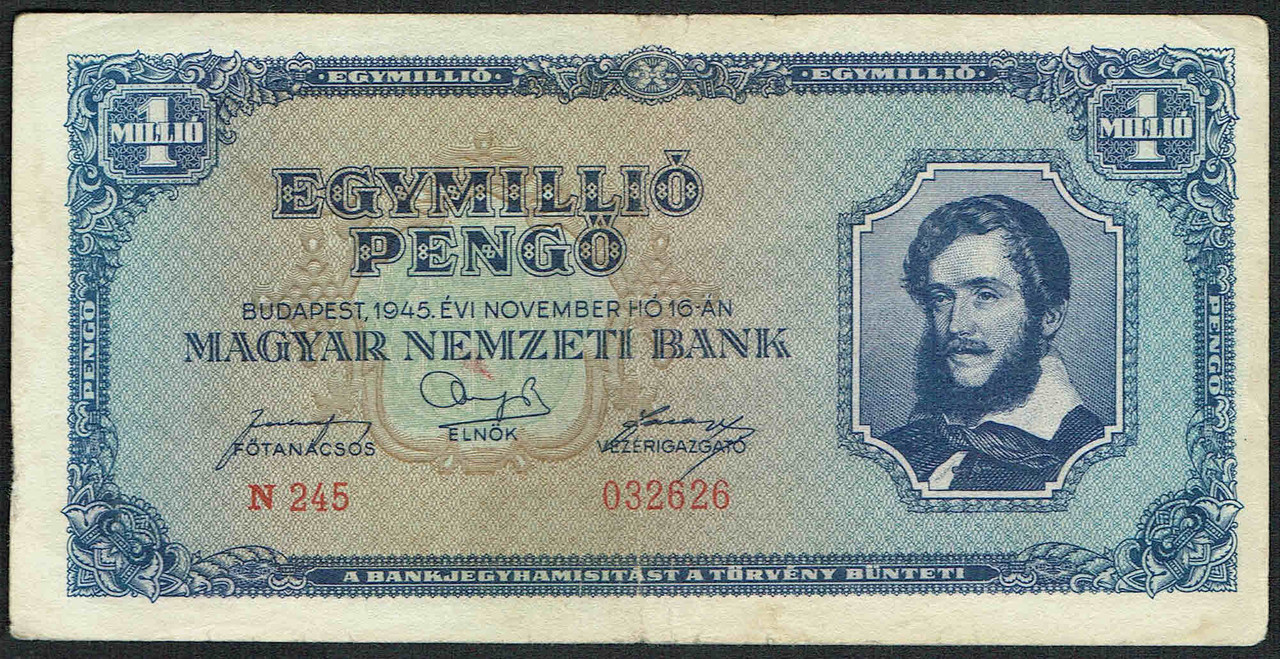 ·EGYMILLIÓ· ·EGYMILLIÓ·
1 MILLIÓ 1 MILLIÓ
EGYMILLIÓ
PENGŐ
BUDAPEST, 1945. ÉVI NOVEMBER HÓ 16-ÁN
MAGYAR NEMZETI BANK
FŐTANÁCSOS ELNÖK VEZÉRIGAZGATÓ
N 245 032626
PENGŐ PENGŐ
A BANKJEGYHAMISITÁST A TÖRVÉNY BÜNTETI